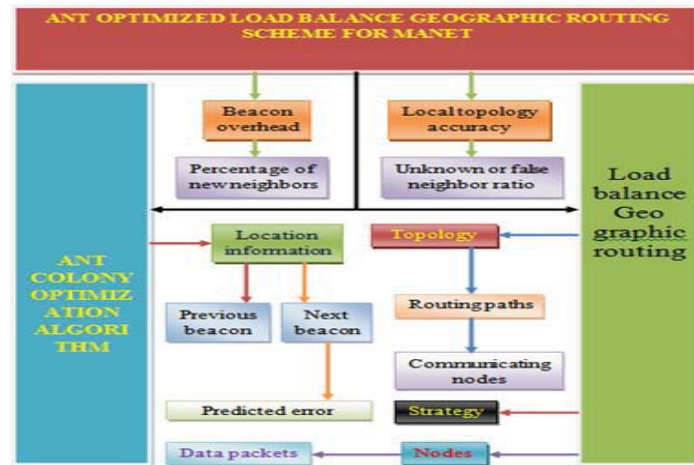 ANT OPTIMIZED LOAD BALANCE GEOGRAPHIC ROUTING
SCHEME FOR MANET
Beacon
overhead
Local topology
accuracy
Percentage of
new neighbors
Unknown or false
neighbor ratio
Load
balance
Geo
graphic
routing
ANT
COLONY
OPTIMIZ
ATION
ALGORI
THM
Location
information
Topology
Previous
beacon
Next
beacon
Routing paths
Communicating
nodes
Predicted error
Strategy
Data packets
Nodes